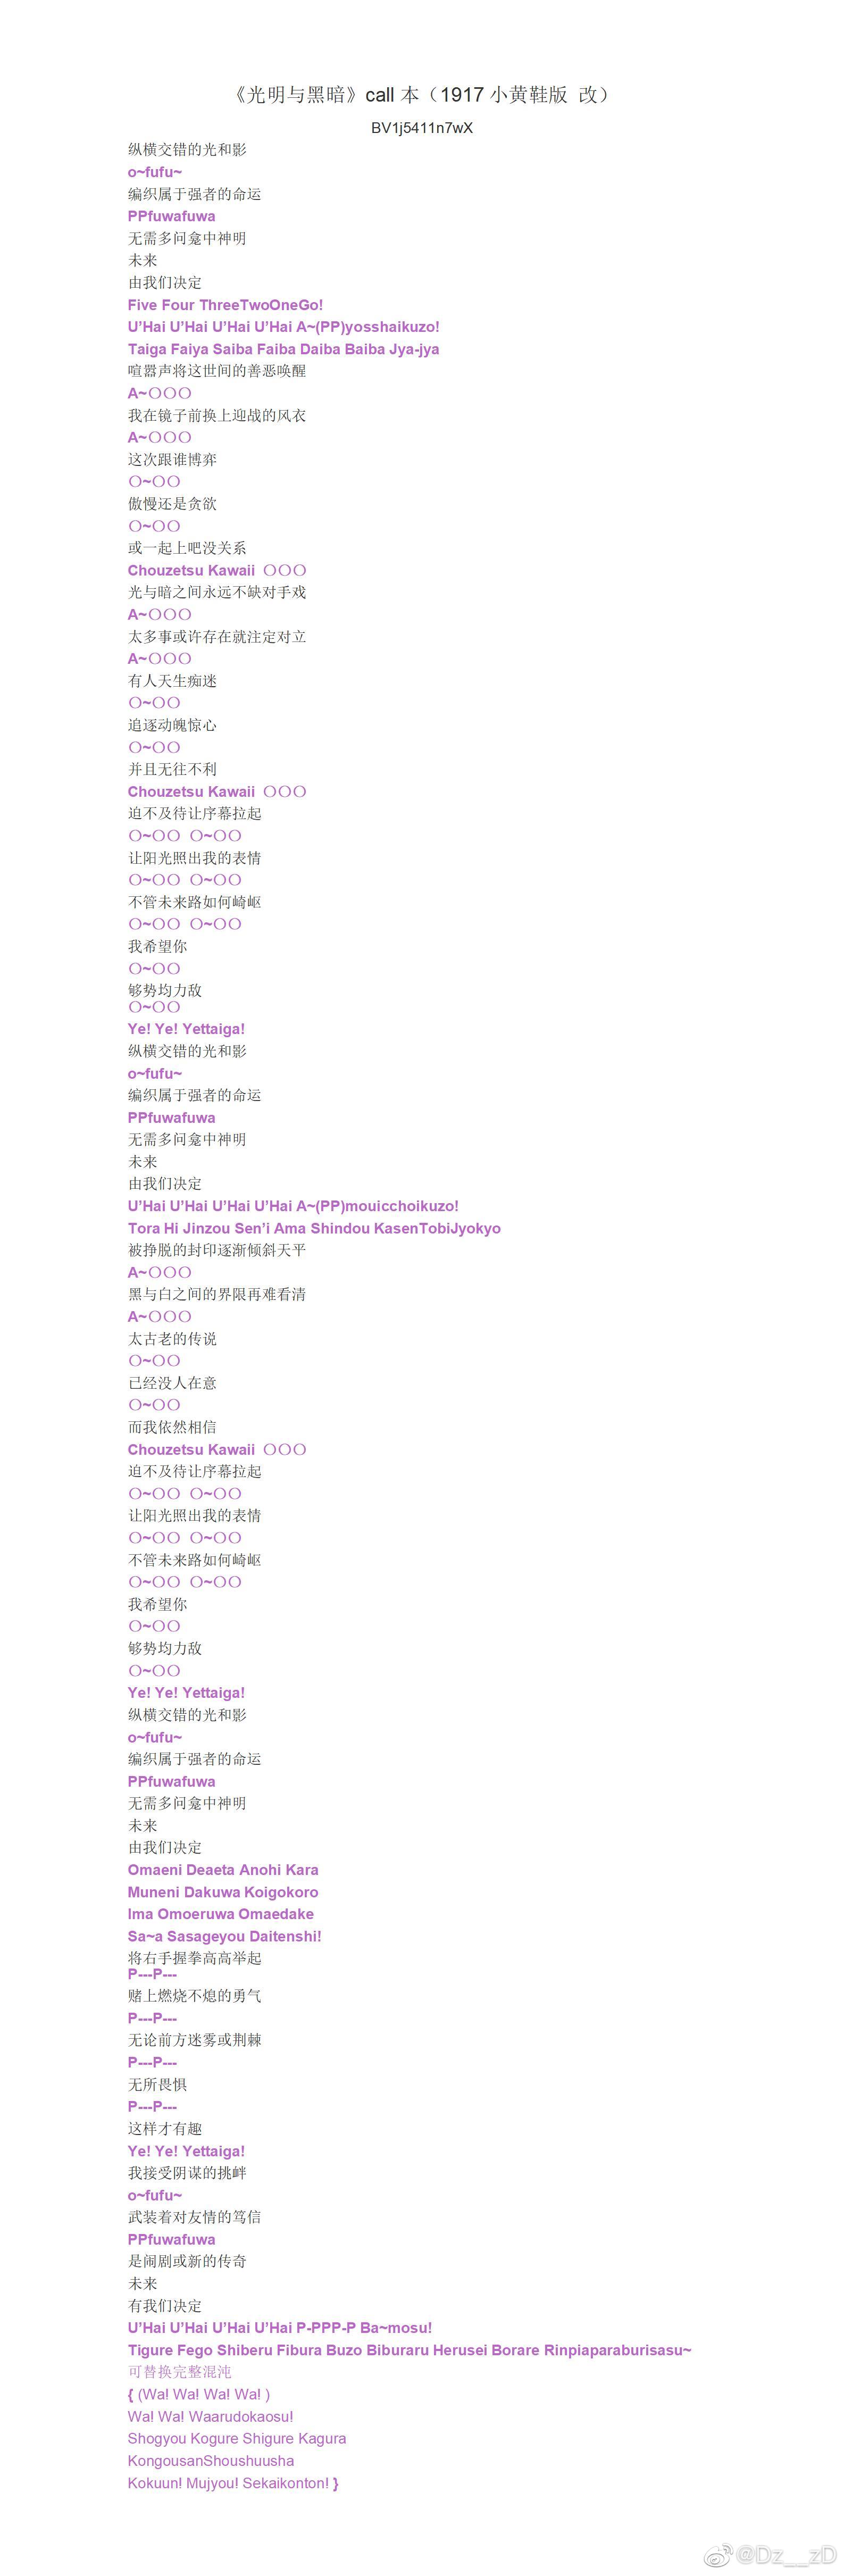 《光明与黑暗》call 本（1917 小黄鞋版 改）
BV1j5411n7wX
纵横交错的光和影
o~fufu~
编织属于强者的命运
PPfuwafuwa
无需多问龛中神明
未来
由我们决定
Five Four ThreeTwoOneGo!
U’Hai U’Hai U’Hai U’Hai A~(PP)yosshaikuzo!
Taiga Faiya Saiba Faiba Daiba Baiba Jya-jya
喧嚣声将这世间的善恶唤醒
A~〇〇〇
我在镜子前换上迎战的风衣
A~〇〇〇
这次跟谁博弈
〇~〇〇
傲慢还是贪欲
〇~〇〇
或一起上吧没关系
Chouzetsu Kawaii 〇〇〇
光与暗之间永远不缺对手戏
A~〇〇〇
太多事或许存在就注定对立
A~〇〇〇
有人天生痴迷
〇~〇〇
追逐动魄惊心
〇~〇〇
并且无往不利
Chouzetsu Kawaii 〇〇〇
迫不及待让序幕拉起
〇~〇〇 〇~〇〇
让阳光照出我的表情
〇~〇〇 〇~〇〇
不管未来路如何崎岖
〇~〇〇 〇~〇〇
我希望你
〇~〇〇
够势均力敌
〇~〇〇
Ye! Ye! Yettaiga!
纵横交错的光和影
o~fufu~
编织属于强者的命运
PPfuwafuwa
无需多问龛中神明
未来
由我们决定
U’Hai U’Hai U’Hai U’Hai A~(PP)mouicchoikuzo!
Tora Hi Jinzou Sen’i Ama Shindou KasenTobiJyokyo
被挣脱的封印逐渐倾斜天平
A~〇〇〇
黑与白之间的界限再难看清
A~〇〇〇
太古老的传说
〇~〇〇
已经没人在意
〇~〇〇
而我依然相信
Chouzetsu Kawaii 〇〇〇
迫不及待让序幕拉起
〇~〇〇 〇~〇〇
让阳光照出我的表情
〇~〇〇 〇~〇〇
不管未来路如何崎岖
〇~〇〇 〇~〇〇
我希望你
〇~〇〇
够势均力敌
〇~〇〇
Ye! Ye! Yettaiga!
纵横交错的光和影
o~fufu~
编织属于强者的命运
PPfuwafuwa
无需多问龛中神明
未来
由我们决定
Omaeni Deaeta Anohi Kara
Muneni Dakuwa Koigokoro
Ima Omoeruwa Omaedake
Sa~a Sasageyou Daitenshi!
将右手握拳高高举起
P---P---
赌上燃烧不熄的勇气
P---P---
无论前方迷雾或荆棘
P---P---
无所畏惧
P---P---
这样才有趣
Ye! Ye! Yettaiga!
我接受阴谋的挑衅
o~fufu~
武装着对友情的笃信
PPfuwafuwa
是闹剧或新的传奇
未来
有我们决定
U’Hai U’Hai U’Hai U’Hai P-PPP-P Ba~mosu!
Tigure Fego Shiberu Fibura Buzo Biburaru Herusei Borare Rinpiaparaburisasu~
可替换完整混沌
{ (Wa! Wa! Wa! Wa! )
Wa! Wa! Waarudokaosu!
Shogyou Kogure Shigure Kagura
KongousanShoushuusha
Kokuun! Mujyou! Sekaikonton! }
@Dz__zD